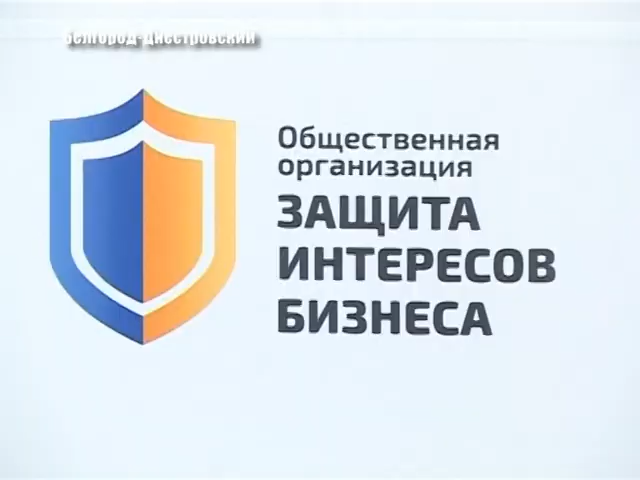 Белгород-Днестровский
Общественная
организация
ЗАЩИТА
ИНТЕРЕСОВ
БИЗНЕСА